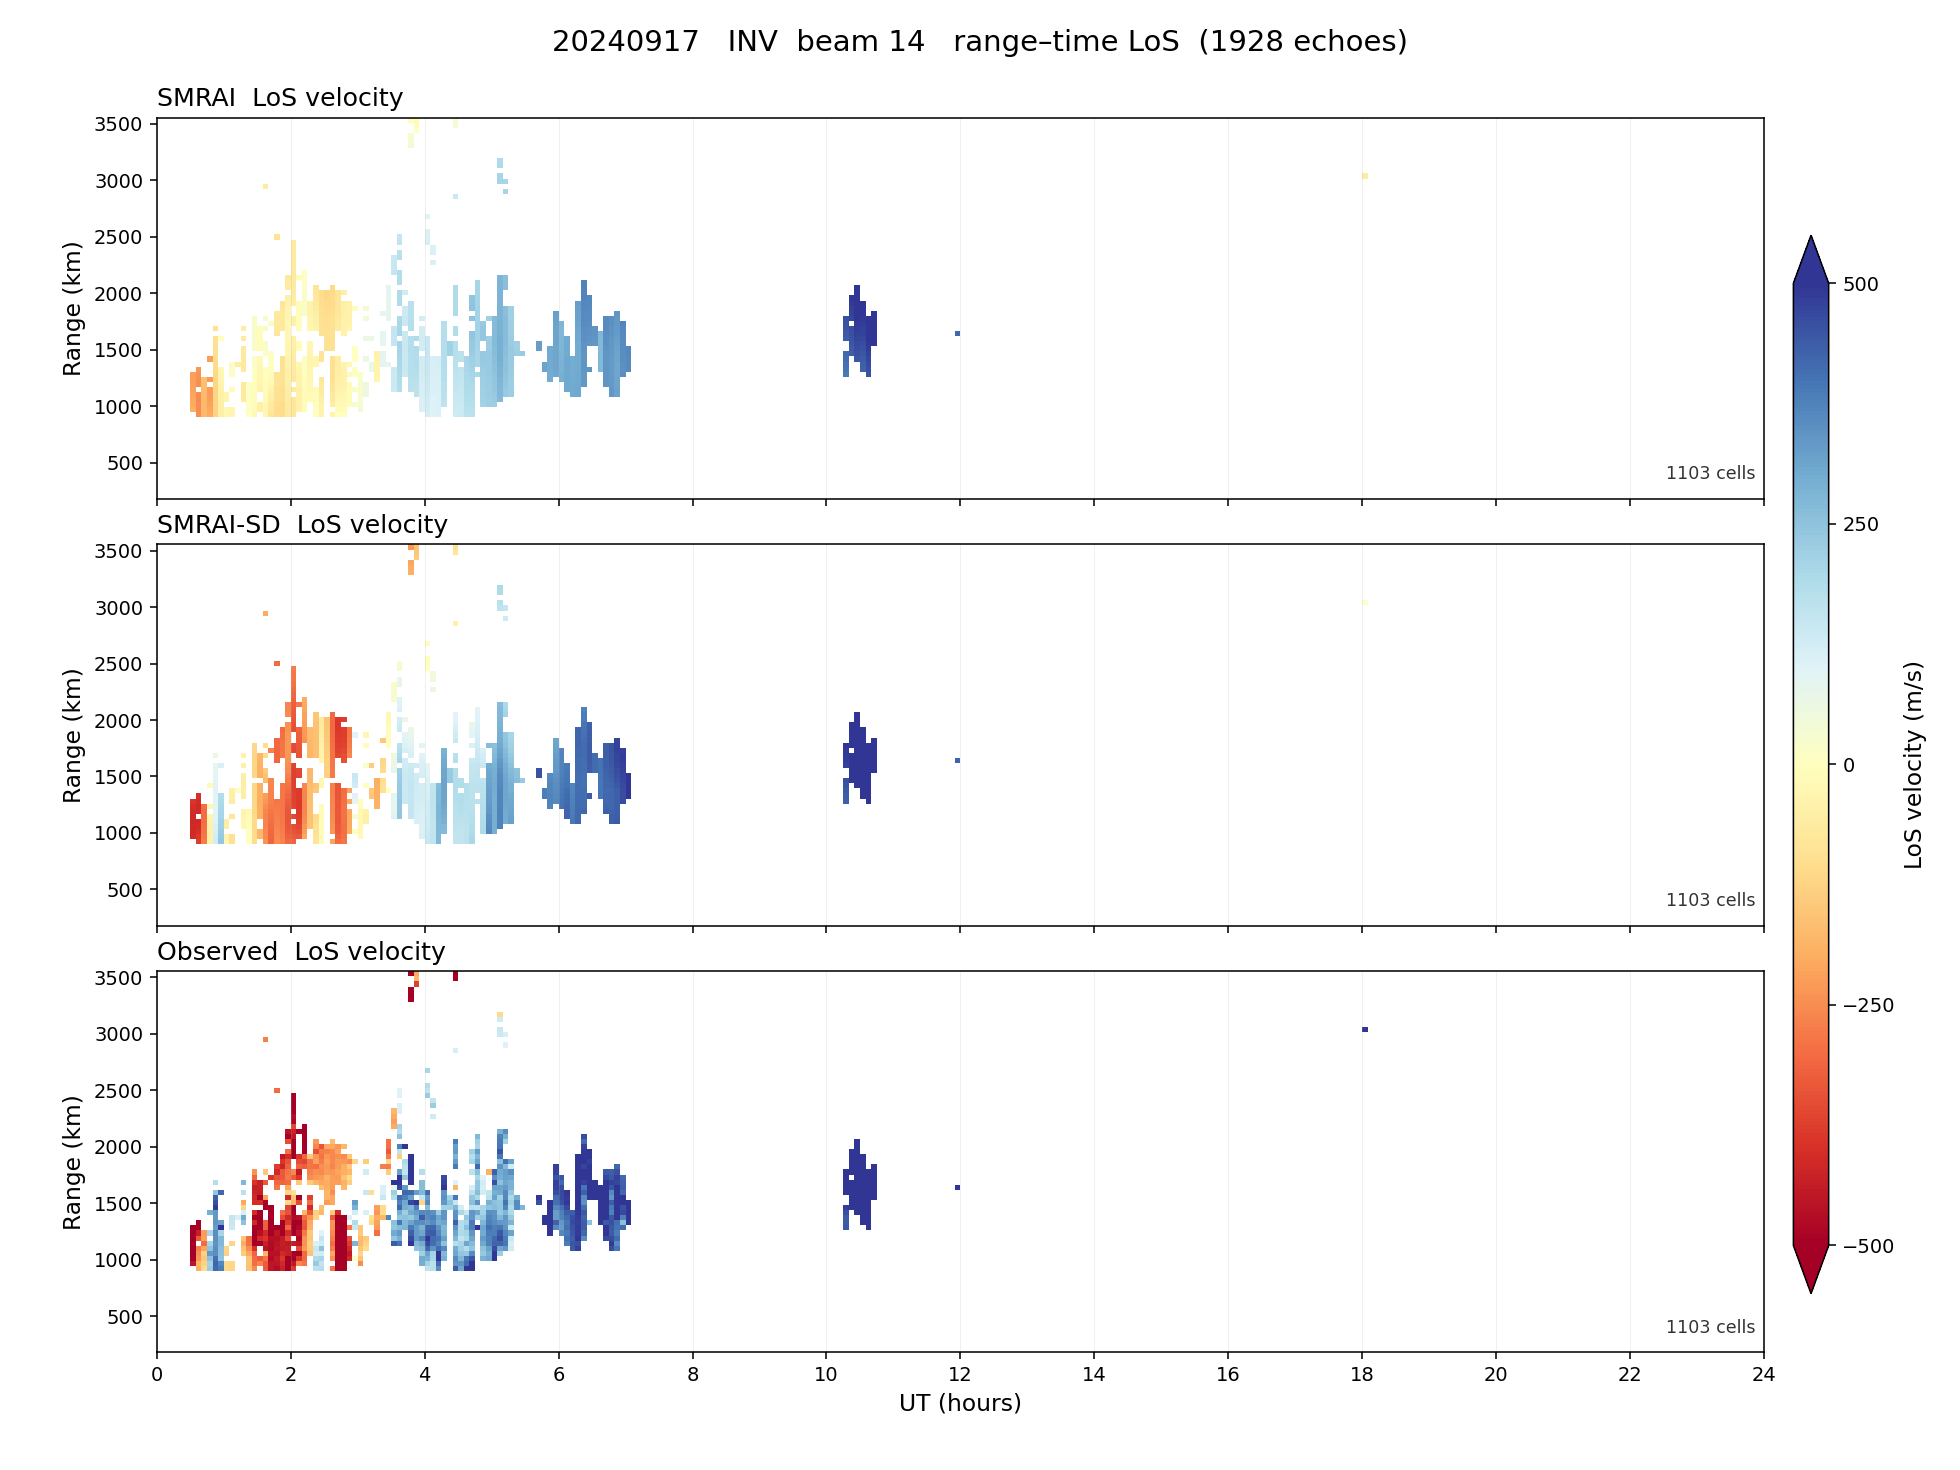 20240917   INV  beam 14   range–time LoS  (1928 echoes)
SMRAI  LoS velocity
3500
3000
2500
2000
1500
1000
500
Range (km)
1103 cells
SMRAI-SD  LoS velocity
3500
3000
2500
2000
1500
1000
500
Range (km)
1103 cells
Observed  LoS velocity
3500
3000
2500
2000
1500
1000
500
Range (km)
1103 cells
0 2 4 6 8 10 12 14 16 18 20 22 24
UT (hours)
500
250
0
−250
−500
LoS velocity (m/s)